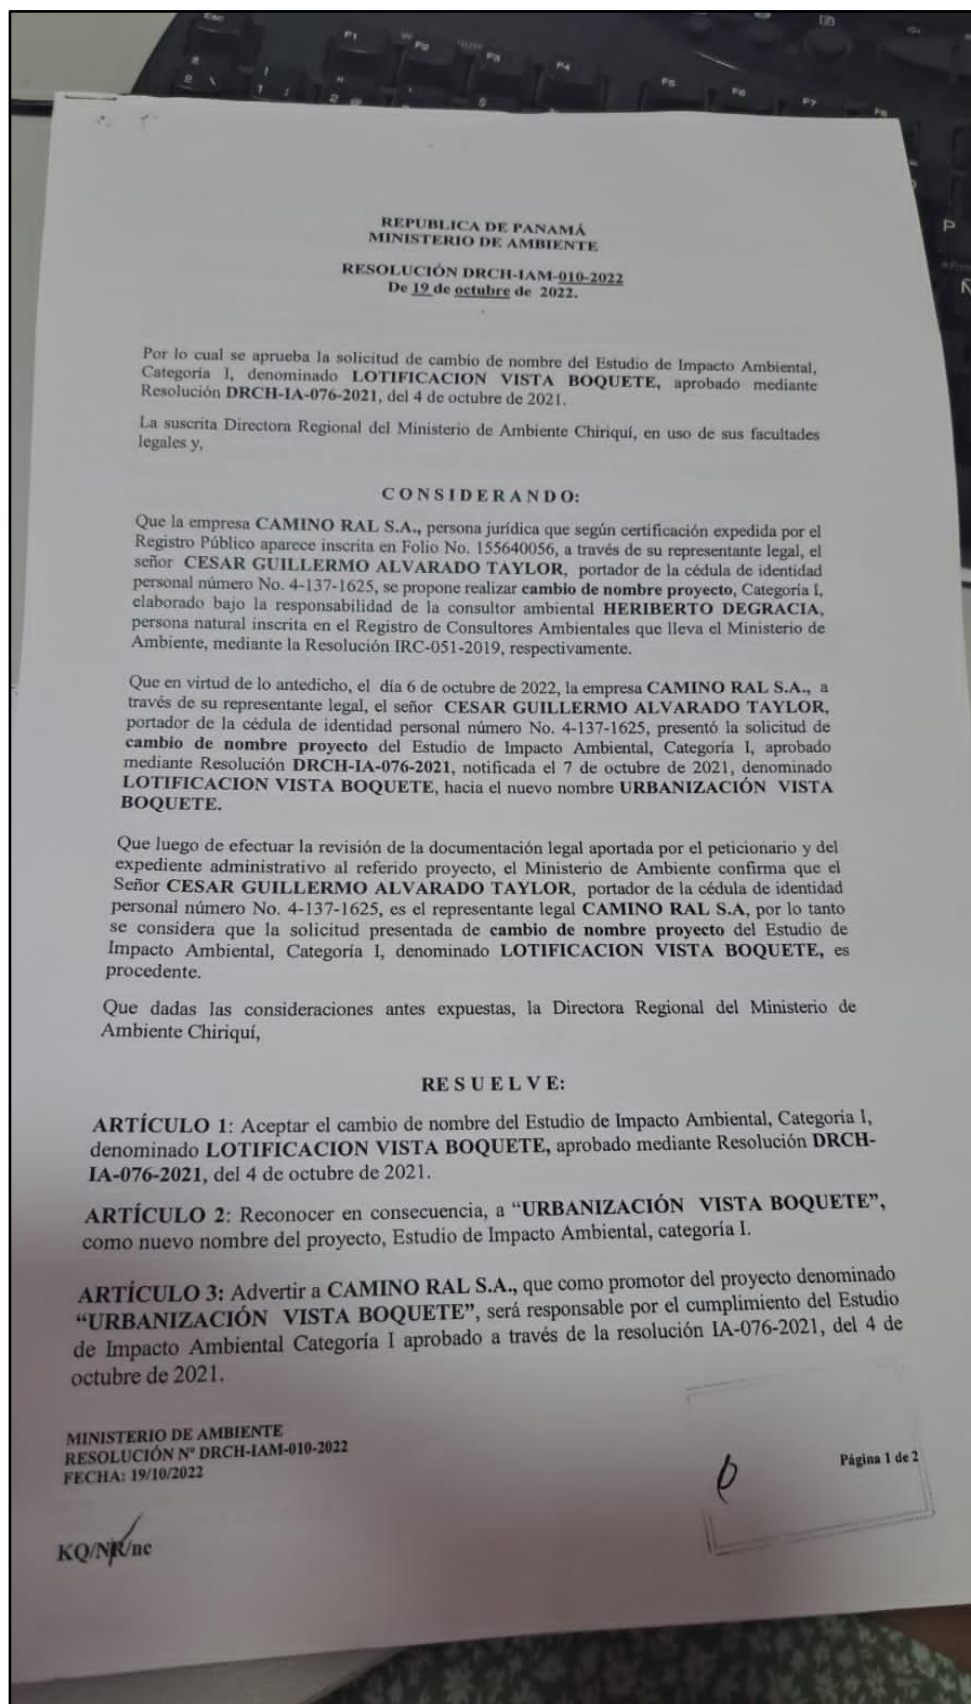 REPUBLICA DE PANAMÁ
MINISTERIO DE AMBIENTE
RESOLUCIÓN DRCH-IAM-010-2022
De 19 de octubre de 2022.
Por lo cual se aprueba la solicitud de cambio de nombre del Estudio de Impacto Ambiental,
Categoría I, denominado LOTIFICACION VISTA BOQUETE, aprobado mediante
Resolución DRCH-IA-076-2021, del 4 de octubre de 2021.
La suscrita Directora Regional del Ministerio de Ambiente Chiriquí, en uso de sus facultades
legales y,
CONSIDERANDO:
Que la empresa CAMINO RAL S.A., persona jurídica que según certificación expedida por el
Registro Público aparece inscrita en Folio No. 155640056, a través de su representante legal, el
señor CESAR GUILLERMO ALVARADO TAYLOR, portador de la cédula de identidad
personal número No. 4-137-1625, se propone realizar cambio de nombre proyecto, Categoría I,
elaborado bajo la responsabilidad de la consultor ambiental HERIBERTO DEGRACIA,
persona natural inscrita en el Registro de Consultores Ambientales que lleva el Ministerio de
Ambiente, mediante la Resolución IRC-051-2019, respectivamente.
Que en virtud de lo antedicho, el día 6 de octubre de 2022, la empresa CAMINO RAL S.A., a
través de su representante legal, el señor CESAR GUILLERMO ALVARADO TAYLOR,
portador de la cédula de identidad personal número No. 4-137-1625, presentó la solicitud de
cambio de nombre proyecto del Estudio de Impacto Ambiental, Categoría I, aprobado
mediante Resolución DRCH-IA-076-2021, notificada el 7 de octubre de 2021, denominado
LOTIFICACION VISTA BOQUETE, hacia el nuevo nombre URBANIZACIÓN VISTA
BOQUETE.
Que luego de efectuar la revisión de la documentación legal aportada por el peticionario y del
expediente administrativo al referido proyecto, el Ministerio de Ambiente confirma que el
Señor CESAR GUILLERMO ALVARADO TAYLOR, portador de la cédula de identidad
personal número No. 4-137-1625, es el representante legal CAMINO RAL S.A, por lo tanto
se considera que la solicitud presentada de cambio de nombre proyecto del Estudio de
Impacto Ambiental, Categoría I, denominado LOTIFICACION VISTA BOQUETE, es
procedente.
Que dadas las consideraciones antes expuestas, la Directora Regional del Ministerio de
Ambiente Chiriquí,
RESUELVE:
ARTÍCULO 1: Aceptar el cambio de nombre del Estudio de Impacto Ambiental, Categoría I,
denominado LOTIFICACION VISTA BOQUETE, aprobado mediante Resolución DRCH-
IA-076-2021, del 4 de octubre de 2021.
ARTÍCULO 2: Reconocer en consecuencia, a “URBANIZACIÓN VISTA BOQUETE”,
como nuevo nombre del proyecto, Estudio de Impacto Ambiental, categoría I.
ARTÍCULO 3: Advertir a CAMINO RAL S.A., que como promotor del proyecto denominado
“URBANIZACIÓN VISTA BOQUETE”, será responsable por el cumplimiento del Estudio
de Impacto Ambiental Categoría I aprobado a través de la resolución IA-076-2021, del 4 de
octubre de 2021.
MINISTERIO DE AMBIENTE
RESOLUCIÓN Nº DRCH-IAM-010-2022
FECHA: 19/10/2022
Página 1 de 2
KQ/NR/nc